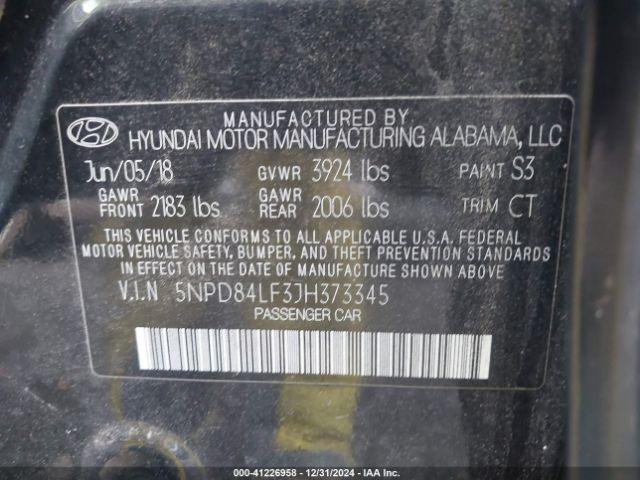 MANUFACTURED BY
HYUNDAI MOTOR MANUFACTURING ALABAMA, LLC
Jun/05/18 GVWR 3924 lbs PAINT S3
GAWR FRONT 2183 lbs GAWR REAR 2006 lbs TRIM CT
THIS VEHICLE CONFORMS TO ALL APPLICABLE U.S.A. FEDERAL
MOTOR VEHICLE SAFETY, BUMPER, AND THEFT PREVENTION STANDARDS
IN EFFECT ON THE DATE OF MANUFACTURE SHOWN ABOVE
V.I.N 5NPD84LF3JH373345
PASSENGER CAR
000-41226958 - 12/31/2024 - IAA Inc.